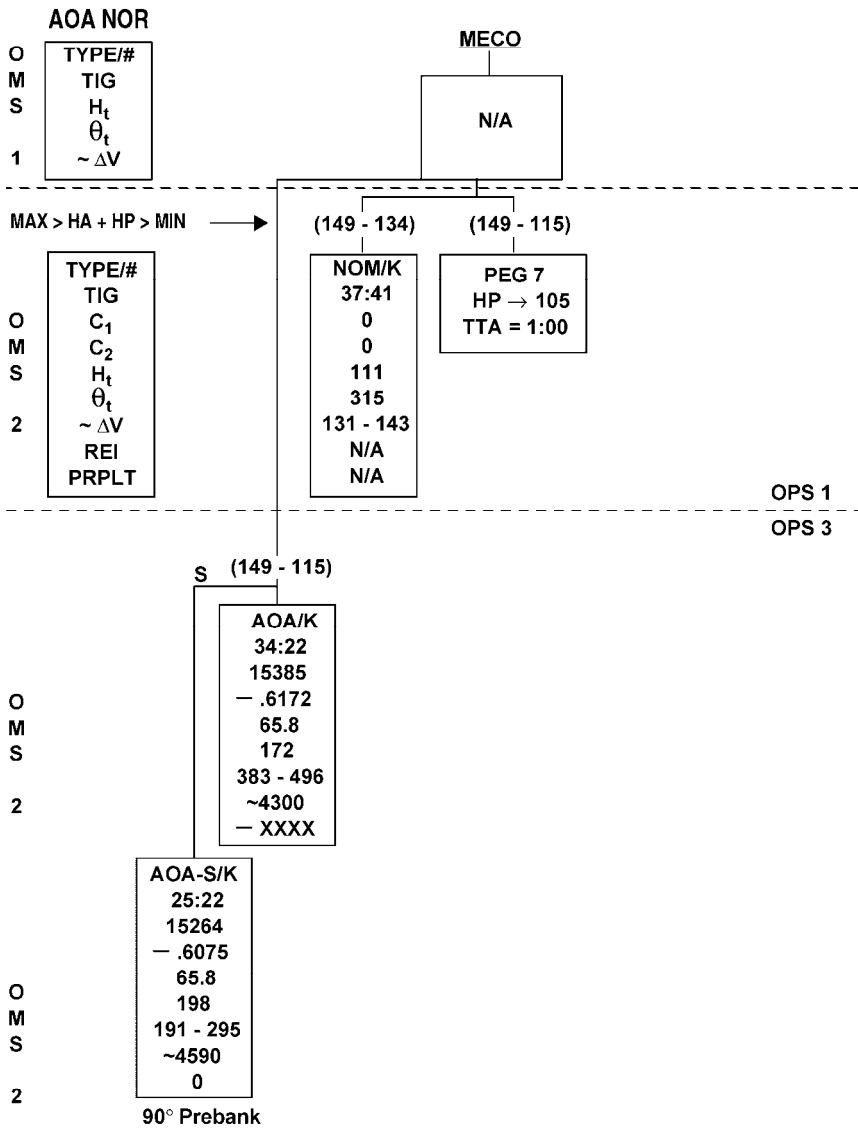 AOA NOR
O
M
S
1
TYPE/#
TIG
Hₜ
θₜ
~ ΔV
MECO
N/A
MAX > HA + HP > MIN
(149 - 134)
(149 - 115)
O
M
S
2
TYPE/#
TIG
C₁
C₂
Hₜ
θₜ
~ ΔV
REI
PRPLT
NOM/K
37:41
0
0
111
315
131 - 143
N/A
N/A
PEG 7
HP → 105
TTA = 1:00
OPS 1
OPS 3
S
(149 - 115)
O
M
S
2
AOA/K
34:22
15385
— .6172
65.8
172
383 - 496
~4300
— XXXX
O
M
S
2
AOA-S/K
25:22
15264
— .6075
65.8
198
191 - 295
~4590
0
90° Prebank